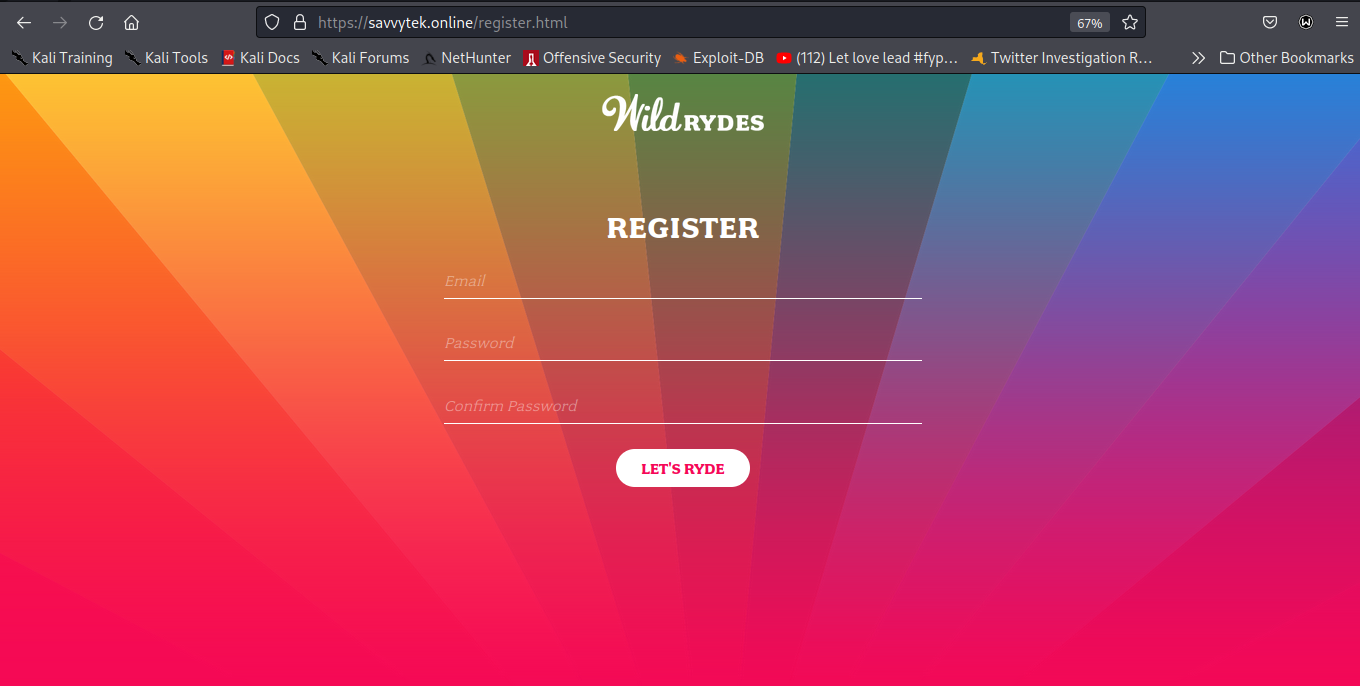 https://savvytek.online/register.html 67%
Kali Training Kali Tools Kali Docs Kali Forums NetHunter Offensive Security Exploit-DB (112) Let love lead #fyp… Twitter Investigation R… Other Bookmarks
Wild RYDES
REGISTER
Email
Password
Confirm Password
LET'S RYDE